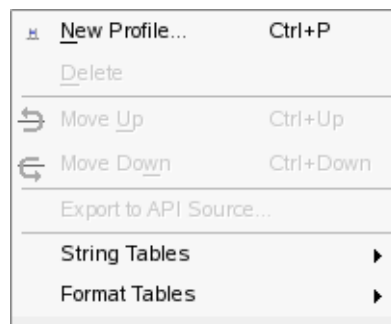 New Profile... Ctrl+P
Delete
Move Up Ctrl+Up
Move Down Ctrl+Down
Export to API Source...
String Tables
Format Tables